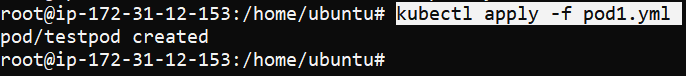 root@ip-172-31-12-153:/home/ubuntu# kubectl apply -f pod1.yml
pod/testpod created
root@ip-172-31-12-153:/home/ubuntu#